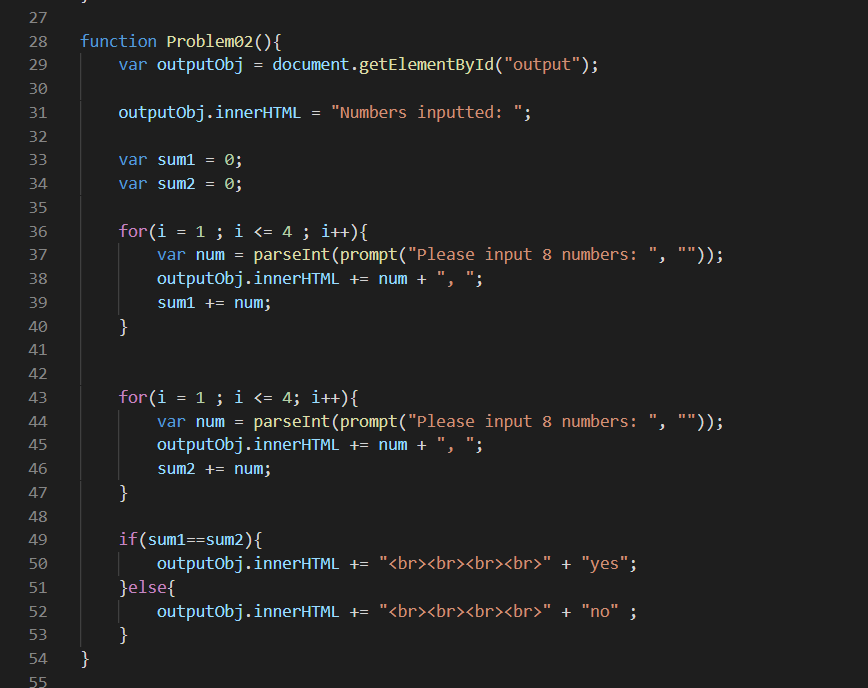 27
28 function Problem02(){
29 var outputObj = document.getElementById("output");
30
31 outputObj.innerHTML = "Numbers inputted: ";
32
33 var sum1 = 0;
34 var sum2 = 0;
35
36 for(i = 1 ; i <= 4 ; i++){
37 var num = parseInt(prompt("Please input 8 numbers: ", ""));
38 outputObj.innerHTML += num + ", ";
39 sum1 += num;
40 }
41
42
43 for(i = 1 ; i <= 4; i++){
44 var num = parseInt(prompt("Please input 8 numbers: ", ""));
45 outputObj.innerHTML += num + ", ";
46 sum2 += num;
47 }
48
49 if(sum1==sum2){
50 outputObj.innerHTML += "<br><br><br><br>" + "yes";
51 }else{
52 outputObj.innerHTML += "<br><br><br><br>" + "no" ;
53 }
54 }
55